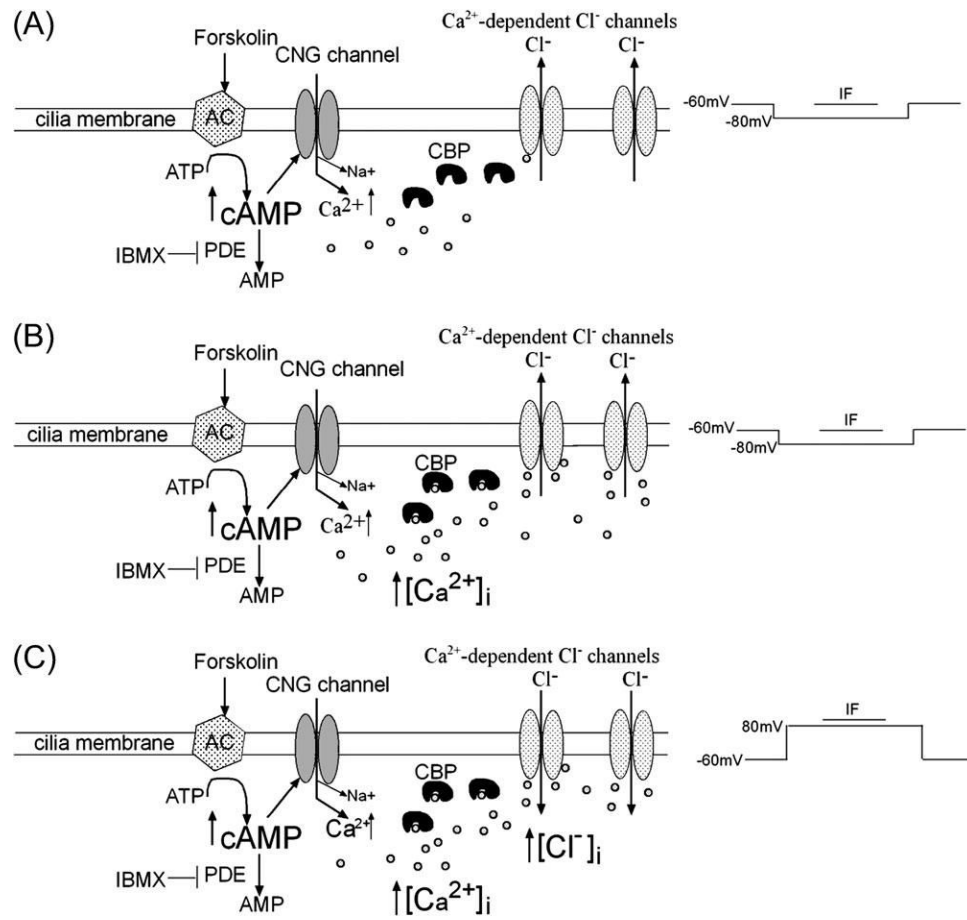 (A)
Ca²⁺-dependent Cl⁻ channels
Forskolin
CNG channel
Cl⁻ Cl⁻
cilia membrane
AC
-60mV
IF
-80mV
ATP
CBP
Na+
Ca2+
cAMP
IBMX
PDE
AMP
(B)
Ca²⁺-dependent Cl⁻ channels
Forskolin
CNG channel
Cl⁻ Cl⁻
cilia membrane
AC
-60mV
IF
-80mV
ATP
CBP
Na+
Ca2+
cAMP
IBMX
PDE
AMP
[Ca²⁺]i
(C)
Ca²⁺-dependent Cl⁻ channels
Forskolin
CNG channel
Cl⁻ Cl⁻
cilia membrane
AC
80mV
IF
-60mV
ATP
CBP
Na+
Ca²⁺
cAMP
[Cl⁻]i
IBMX
PDE
AMP
[Ca²⁺]i